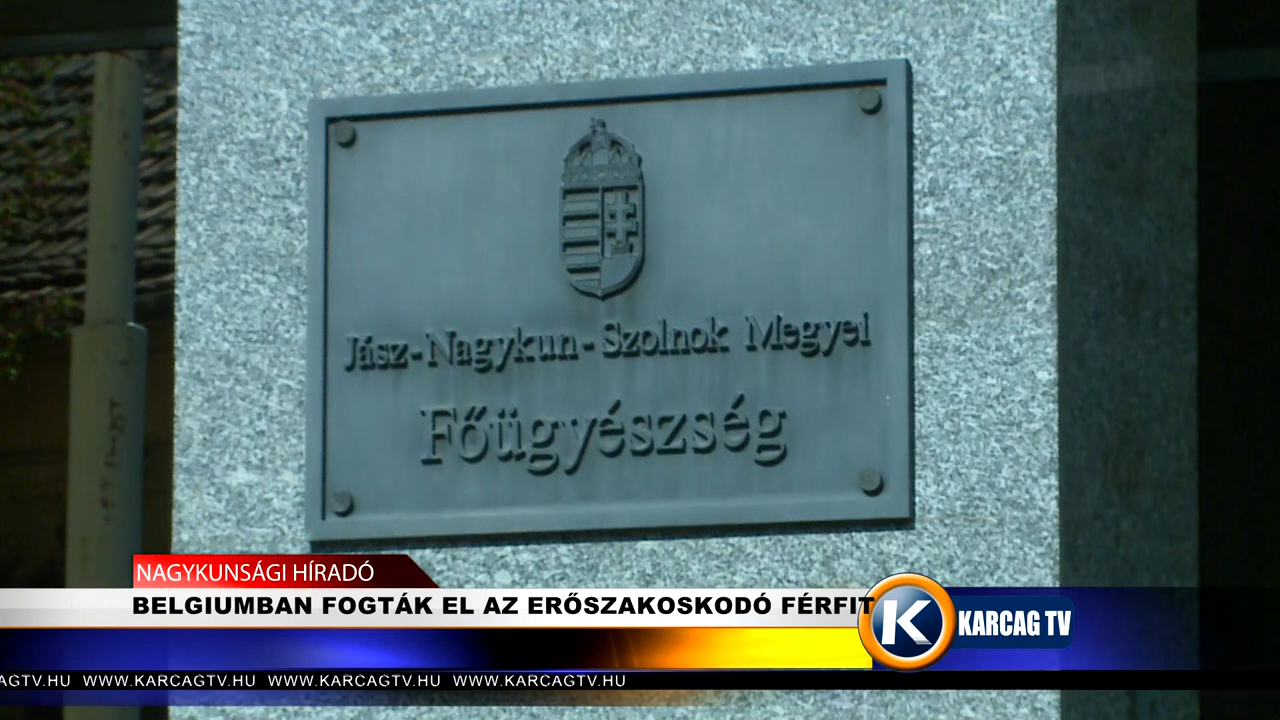 Jász-Nagykun-Szolnok Megyei
Főügyészség
NAGYKUNSÁGI HÍRADÓ
BELGIUMBAN FOGTÁK EL AZ ERŐSZAKOSKODÓ FÉRFIT
K KARCAG TV
AGTV.HU WWW.KARCAGTV.HU WWW.KARCAGTV.HU WWW.KARCAGTV.HU